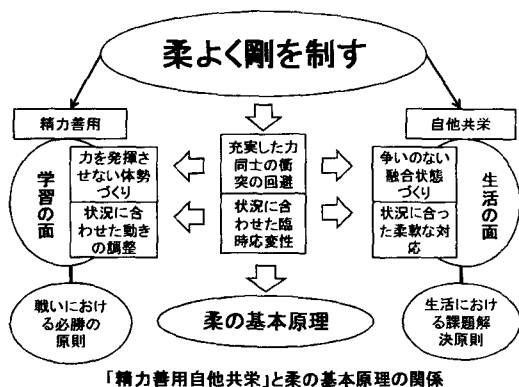 柔よく剛を制す
精力善用
自他共栄
学習の面
力を発揮さ
せない体勢
づくり
状況に合
わせた動き
の調整
充実した力
同士の衝
突の回避
状況に合
わせた臨
時応変性
争いのない
融合状態
づくり
状況に合っ
た柔軟な対
応
生活の面
戦いにおけ
る必勝の
原則
柔の基本原理
生活におけ
る課題解
決原則
「精力善用自他共栄」と柔の基本原理の関係